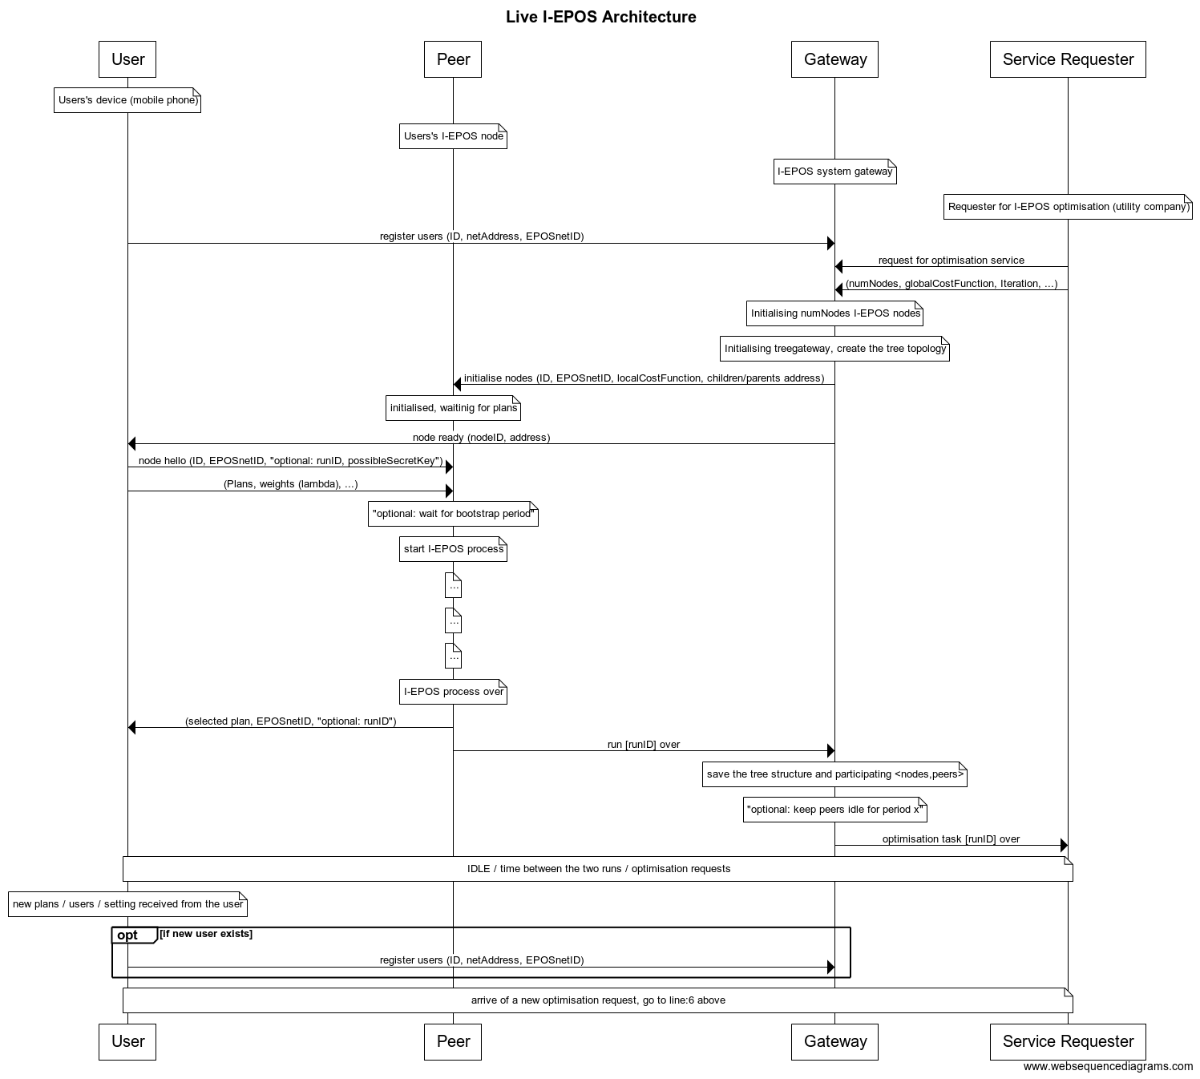 Live I-EPOS Architecture
User
Peer
Gateway
Service Requester
Users's device (mobile phone)
Users's I-EPOS node
I-EPOS system gateway
Requester for I-EPOS optimisation (utility company)
register users (ID, netAddress, EPOSnetID)
request for optimisation service
(numNodes, globalCostFunction, Iteration, ...)
Initialising numNodes I-EPOS nodes
Initialising treegateway, create the tree topology
initialise nodes (ID, EPOSnetID, localCostFunction, children/parents address)
initialised, waitinig for plans
node ready (nodeID, address)
node hello (ID, EPOSnetID, "optional: runID, possibleSecretKey")
(Plans, weights (lambda), ...)
"optional: wait for bootstrap period"
start I-EPOS process
...
...
...
I-EPOS process over
(selected plan, EPOSnetID, "optional: runID")
run [runID] over
save the tree structure and participating <nodes,peers>
"optional: keep peers idle for period x"
optimisation task [runID] over
IDLE / time between the two runs / optimisation requests
new plans / users / setting received from the user
opt [if new user exists]
register users (ID, netAddress, EPOSnetID)
arrive of a new optimisation request, go to line:6 above
User
Peer
Gateway
Service Requester
www.websequencediagrams.com